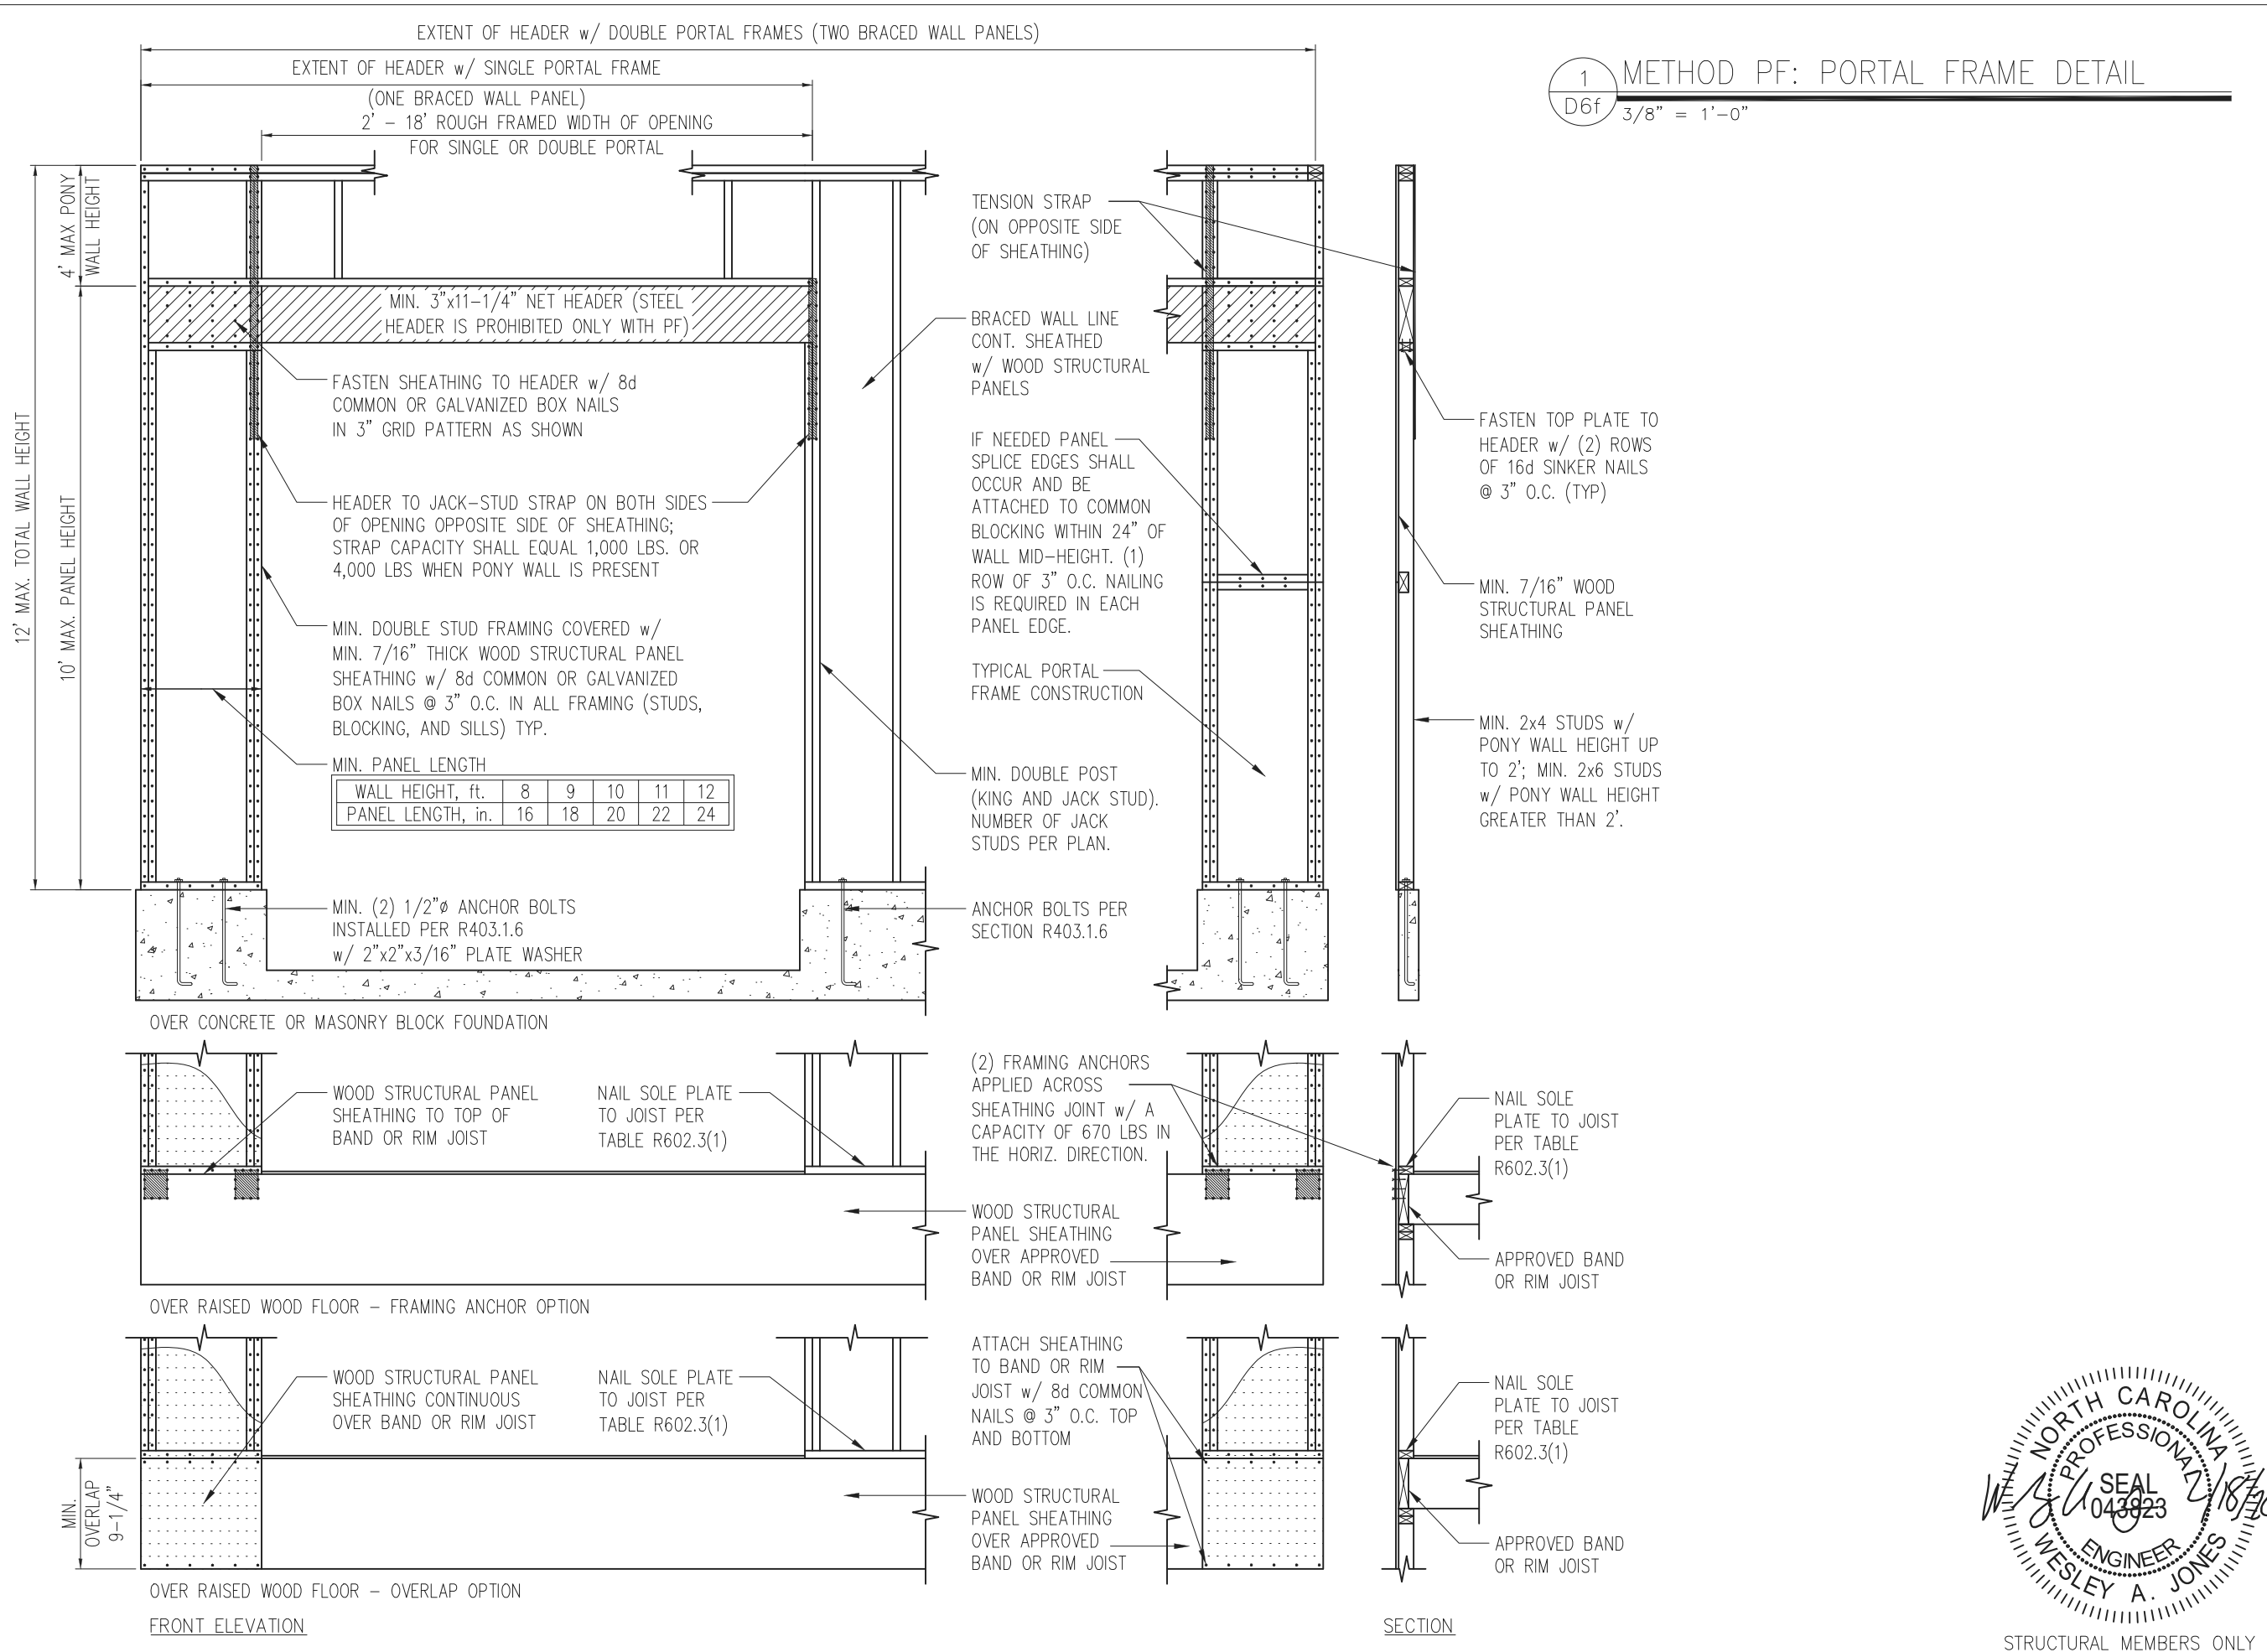 EXTENT OF HEADER w/ DOUBLE PORTAL FRAMES (TWO BRACED WALL PANELS)
EXTENT OF HEADER w/ SINGLE PORTAL FRAME
(ONE BRACED WALL PANEL)
2' - 18' ROUGH FRAMED WIDTH OF OPENING
FOR SINGLE OR DOUBLE PORTAL
1
D6f
METHOD PF: PORTAL FRAME DETAIL
3/8" = 1'-0"
12' MAX. TOTAL WALL HEIGHT
4' MAX PONY
WALL HEIGHT
10' MAX. PANEL HEIGHT
MIN. 3"x11-1/4" NET HEADER (STEEL
HEADER IS PROHIBITED ONLY WITH PF)
FASTEN SHEATHING TO HEADER w/ 8d
COMMON OR GALVANIZED BOX NAILS
IN 3" GRID PATTERN AS SHOWN
HEADER TO JACK-STUD STRAP ON BOTH SIDES
OF OPENING OPPOSITE SIDE OF SHEATHING;
STRAP CAPACITY SHALL EQUAL 1,000 LBS. OR
4,000 LBS WHEN PONY WALL IS PRESENT
MIN. DOUBLE STUD FRAMING COVERED w/
MIN. 7/16" THICK WOOD STRUCTURAL PANEL
SHEATHING w/ 8d COMMON OR GALVANIZED
BOX NAILS @ 3" O.C. IN ALL FRAMING (STUDS,
BLOCKING, AND SILLS) TYP.
MIN. PANEL LENGTH
WALL HEIGHT, ft. 8 9 10 11 12
PANEL LENGTH, in. 16 18 20 22 24
MIN. (2) 1/2"ø ANCHOR BOLTS
INSTALLED PER R403.1.6
w/ 2"x2"x3/16" PLATE WASHER
TENSION STRAP
(ON OPPOSITE SIDE
OF SHEATHING)
BRACED WALL LINE
CONT. SHEATHED
w/ WOOD STRUCTURAL
PANELS
IF NEEDED PANEL
SPLICE EDGES SHALL
OCCUR AND BE
ATTACHED TO COMMON
BLOCKING WITHIN 24" OF
WALL MID-HEIGHT. (1)
ROW OF 3" O.C. NAILING
IS REQUIRED IN EACH
PANEL EDGE.
TYPICAL PORTAL
FRAME CONSTRUCTION
MIN. DOUBLE POST
(KING AND JACK STUD).
NUMBER OF JACK
STUDS PER PLAN.
ANCHOR BOLTS PER
SECTION R403.1.6
FASTEN TOP PLATE TO
HEADER w/ (2) ROWS
OF 16d SINKER NAILS
@ 3" O.C. (TYP)
MIN. 7/16" WOOD
STRUCTURAL PANEL
SHEATHING
MIN. 2x4 STUDS w/
PONY WALL HEIGHT UP
TO 2'; MIN. 2x6 STUDS
w/ PONY WALL HEIGHT
GREATER THAN 2'.
OVER CONCRETE OR MASONRY BLOCK FOUNDATION
WOOD STRUCTURAL PANEL
SHEATHING TO TOP OF
BAND OR RIM JOIST
NAIL SOLE PLATE
TO JOIST PER
TABLE R602.3(1)
(2) FRAMING ANCHORS
APPLIED ACROSS
SHEATHING JOINT w/ A
CAPACITY OF 670 LBS IN
THE HORIZ. DIRECTION.
WOOD STRUCTURAL
PANEL SHEATHING
OVER APPROVED
BAND OR RIM JOIST
NAIL SOLE
PLATE TO JOIST
PER TABLE
R602.3(1)
APPROVED BAND
OR RIM JOIST
OVER RAISED WOOD FLOOR - FRAMING ANCHOR OPTION
WOOD STRUCTURAL PANEL
SHEATHING CONTINUOUS
OVER BAND OR RIM JOIST
NAIL SOLE PLATE
TO JOIST PER
TABLE R602.3(1)
MIN.
OVERLAP
9-1/4"
ATTACH SHEATHING
TO BAND OR RIM
JOIST w/ 8d COMMON
NAILS @ 3" O.C. TOP
AND BOTTOM
WOOD STRUCTURAL
PANEL SHEATHING
OVER APPROVED
BAND OR RIM JOIST
NAIL SOLE
PLATE TO JOIST
PER TABLE
R602.3(1)
APPROVED BAND
OR RIM JOIST
OVER RAISED WOOD FLOOR - OVERLAP OPTION
FRONT ELEVATION
SECTION
NORTH CAROLINA
PROFESSIONAL
SEAL
043823
ENGINEER
WESLEY A. JONES
STRUCTURAL MEMBERS ONLY